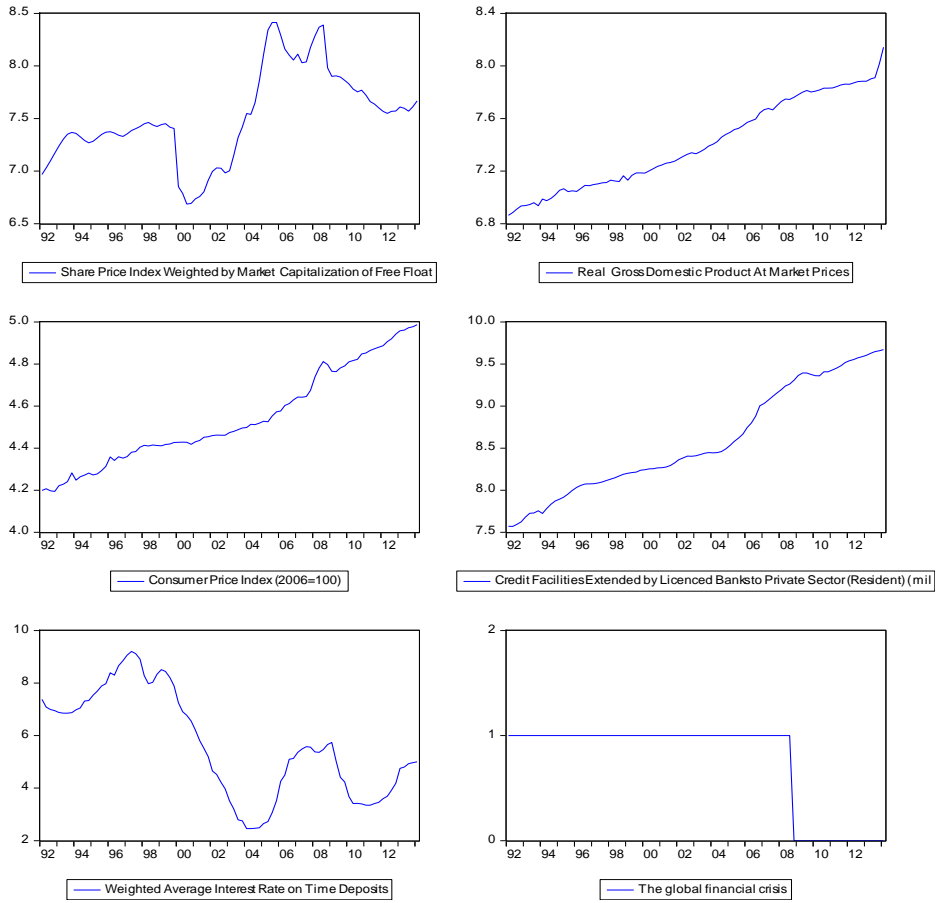 8.5
8.0
7.5
7.0
6.5
92 94 96 98 00 02 04 06 08 10 12
Share Price Index Weighted by Market Capitalization of Free Float
8.4
8.0
7.6
7.2
6.8
92 94 96 98 00 02 04 06 08 10 12
Real Gross Domestic Product At Market Prices
5.0
4.8
4.6
4.4
4.2
4.0
92 94 96 98 00 02 04 06 08 10 12
Consumer Price Index (2006=100)
10.0
9.5
9.0
8.5
8.0
7.5
92 94 96 98 00 02 04 06 08 10 12
Credit Facilities Extended by Licenced Banksto Private Sector (Resident) (mil
10
8
6
4
2
92 94 96 98 00 02 04 06 08 10 12
Weighted Average Interest Rate on Time Deposits
2
1
0
92 94 96 98 00 02 04 06 08 10 12
The global financial crisis